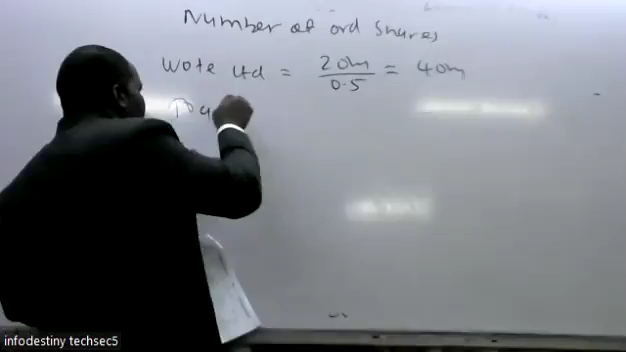 Number of ord shares
Wote Ltd = 20m / 0.5 = 40m
infodestiny techsec5